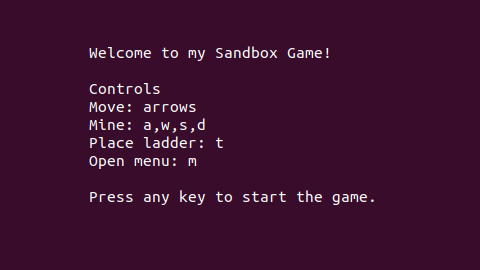 Welcome to my Sandbox Game!
Controls
Move: arrows
Mine: a,w,s,d
Place ladder: t
Open menu: m
Press any key to start the game.